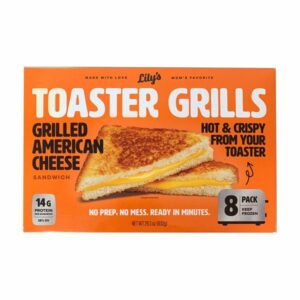 MADE WITH LOVE
Lily's
MOM'S FAVORITE
TOASTER GRILLS
GRILLED
AMERICAN
CHEESE
SANDWICH
HOT & CRISPY
FROM YOUR
TOASTER
14G
PROTEIN
NO PREP. NO MESS. READY IN MINUTES.
8
PACK
KEEP
FROZEN